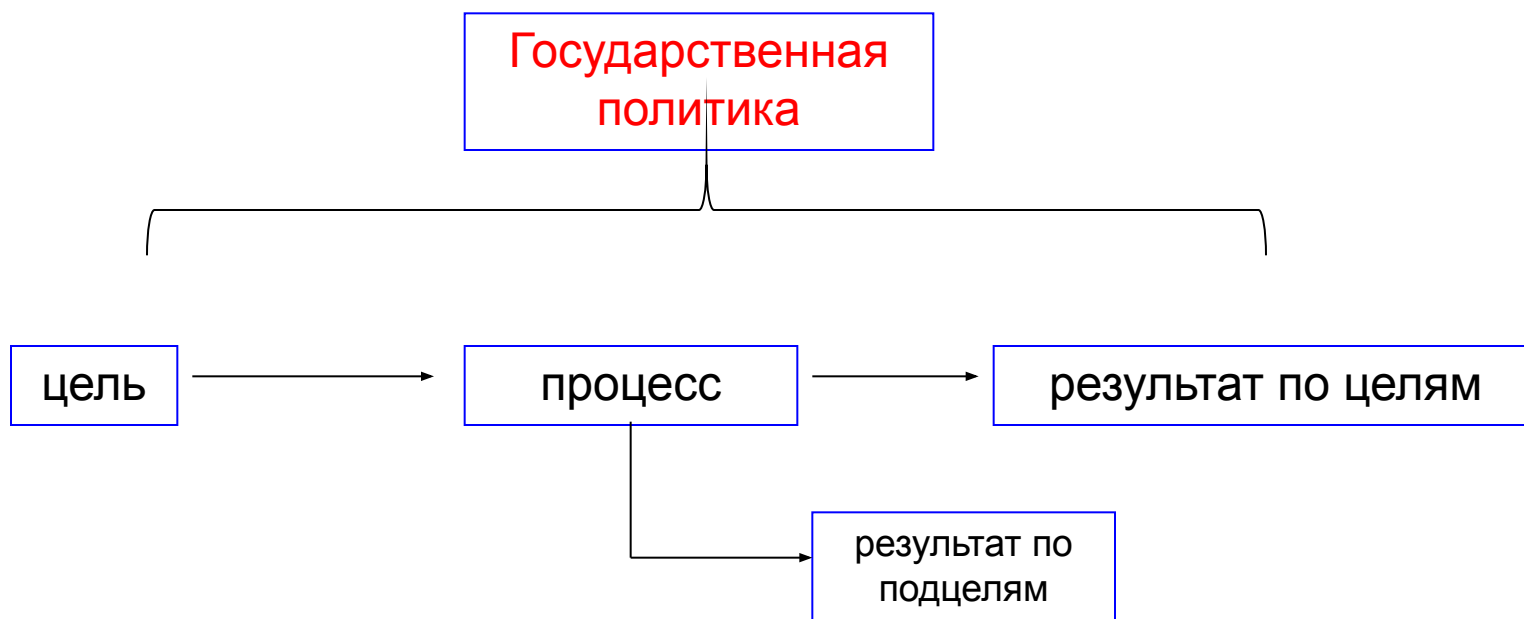 Государственная
политика
цель
процесс
результат по целям
результат по
подцелям